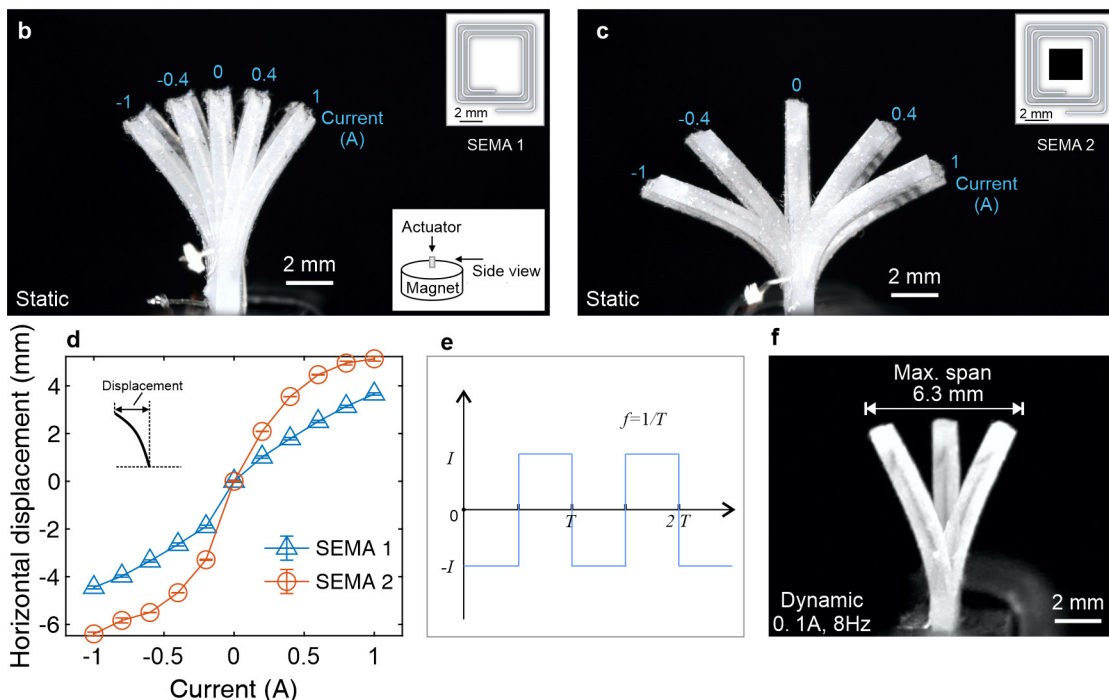 b
-1
-0.4
0
0.4
1
Current
(A)
2 mm
SEMA 1
Actuator
Side view
Magnet
2 mm
Static
c
-1
-0.4
0
0.4
1
Current
(A)
2 mm
SEMA 2
2 mm
Static
d
Horizontal displacement (mm)
4
2
0
-2
-4
-6
Displacement
SEMA 1
SEMA 2
-1
-0.5
0
0.5
1
Current (A)
e
f=1/T
I
0
T
2 T
-I
f
Max. span
6.3 mm
Dynamic
0. 1A, 8Hz
2 mm